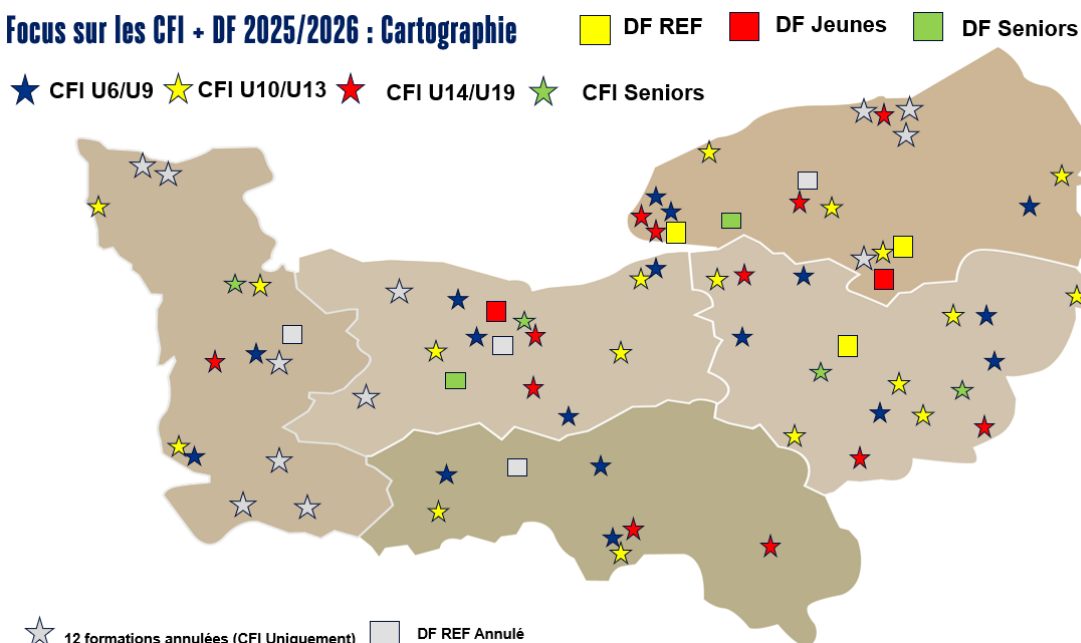 Focus sur les CFI + DF 2025/2026 : Cartographie
DF REF
DF Jeunes
DF Seniors
CFI U6/U9
CFI U10/U13
CFI U14/U19
CFI Seniors
12 formations annulées (CFI Uniquement)
DF REF Annulé